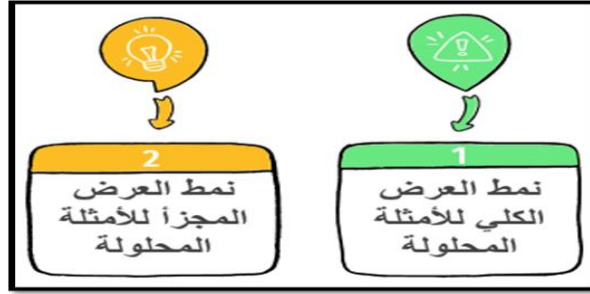 1
نمط العرض
الكلي للأمثلة
المحلولة
2
نمط العرض
المجزأ للأمثلة
المحلولة